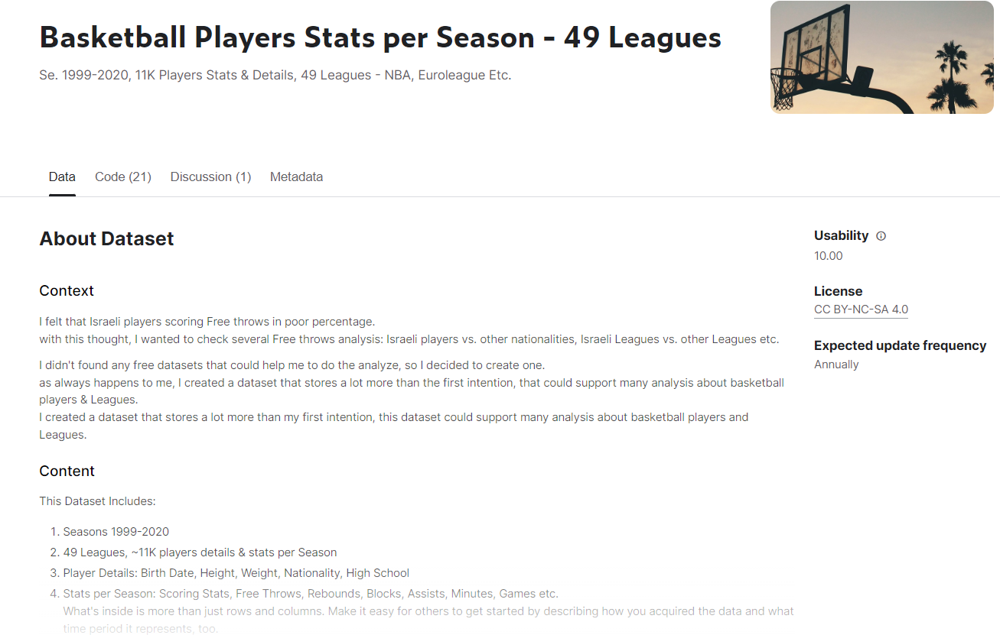 Basketball Players Stats per Season - 49 Leagues
Se. 1999-2020, 11K Players Stats & Details, 49 Leagues - NBA, Euroleague Etc.
Data
Code (21)
Discussion (1)
Metadata
About Dataset
Context
I felt that Israeli players scoring Free throws in poor percentage.
with this thought, I wanted to check several Free throws analysis: Israeli players vs. other nationalities, Israeli Leagues vs. other Leagues etc.
I didn't found any free datasets that could help me to do the analyze, so I decided to create one.
as always happens to me, I created a dataset that stores a lot more than the first intention, that could support many analysis about basketball
players & Leagues.
I created a dataset that stores a lot more than my first intention, this dataset could support many analysis about basketball players and
Leagues.
Content
This Dataset Includes:
1. Seasons 1999-2020
2. 49 Leagues, ~11K players details & stats per Season
3. Player Details: Birth Date, Height, Weight, Nationality, High School
4. Stats per Season: Scoring Stats, Free Throws, Rebounds, Blocks, Assists, Minutes, Games etc.
What's inside is more than just rows and columns. Make it easy for others to get started by describing how you acquired the data and what
time period it represents, too.
Usability
10.00
License
CC BY-NC-SA 4.0
Expected update frequency
Annually